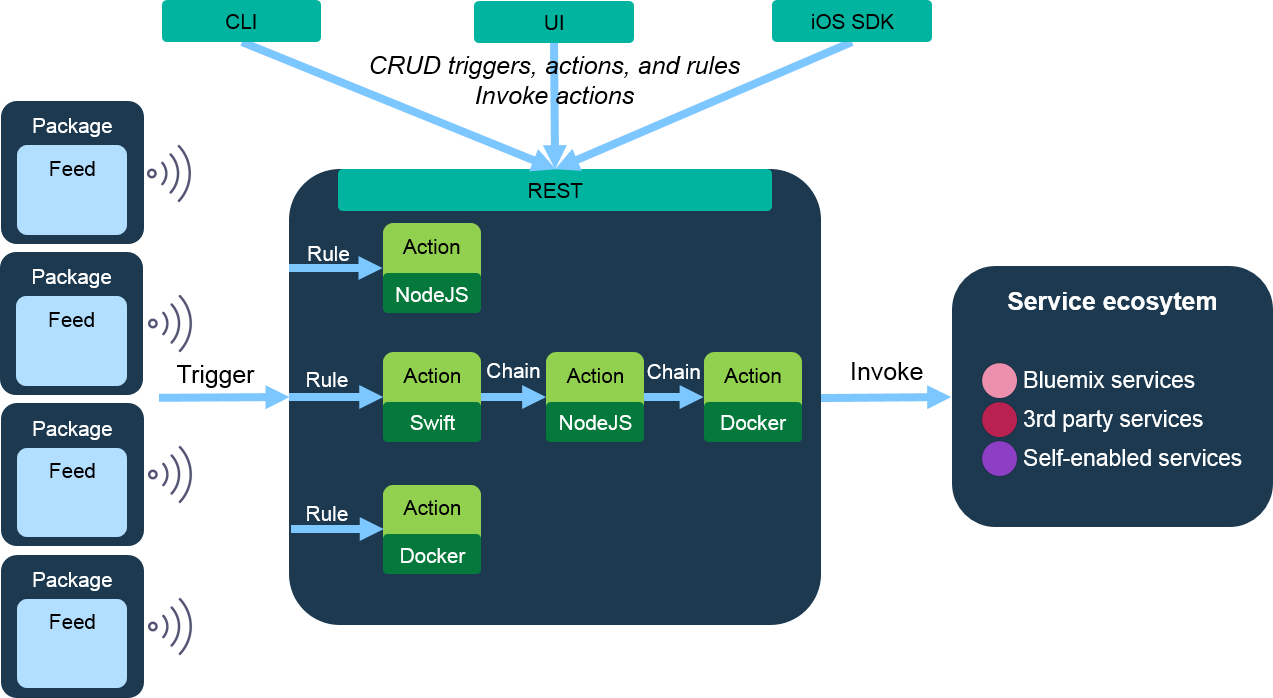 CLI
UI
iOS SDK
CRUD triggers, actions, and rules
Invoke actions
Package
Feed
Package
Feed
Package
Feed
Package
Feed
Trigger
REST
Rule
Action
NodeJS
Rule
Action
Swift
Chain
Action
NodeJS
Chain
Action
Docker
Rule
Action
Docker
Invoke
Service ecosytem
Bluemix services
3rd party services
Self-enabled services